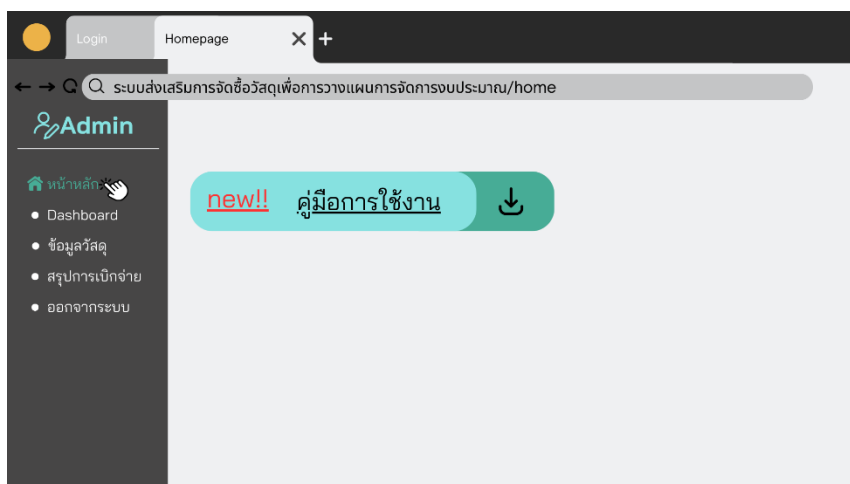 Login
Homepage
ระบบส่งเสริมการจัดซื้อวัสดุเพื่อการวางแผนการจัดการงบประมาณ/home
Admin
หน้าหลัก
Dashboard
ข้อมูลวัสดุ
สรุปการเบิกจ่าย
ออกจากระบบ
new!! คู่มือการใช้งาน